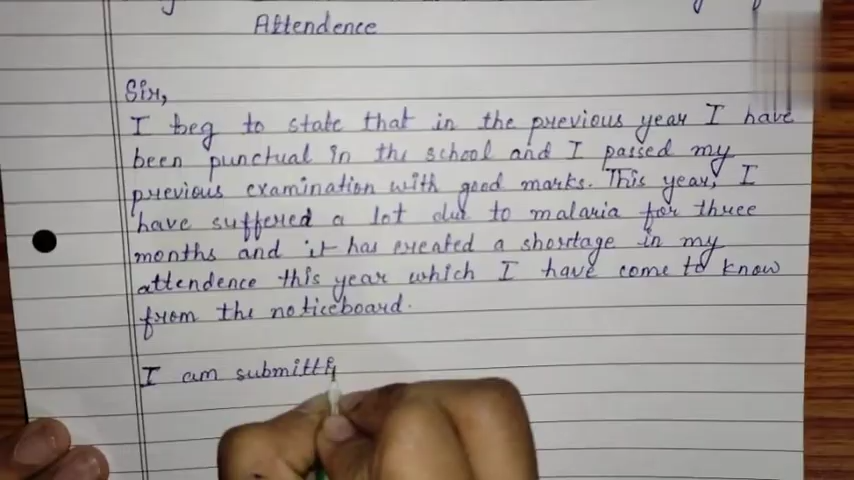 Attendence
Sir,
I beg to state that in the previous year I have
been punctual in the school and I passed my
previous examination with good marks. This year, I
have suffered a lot due to malaria for three
months and it has created a shortage in my
attendence this year which I have come to know
from the noticeboard.
I am submitti